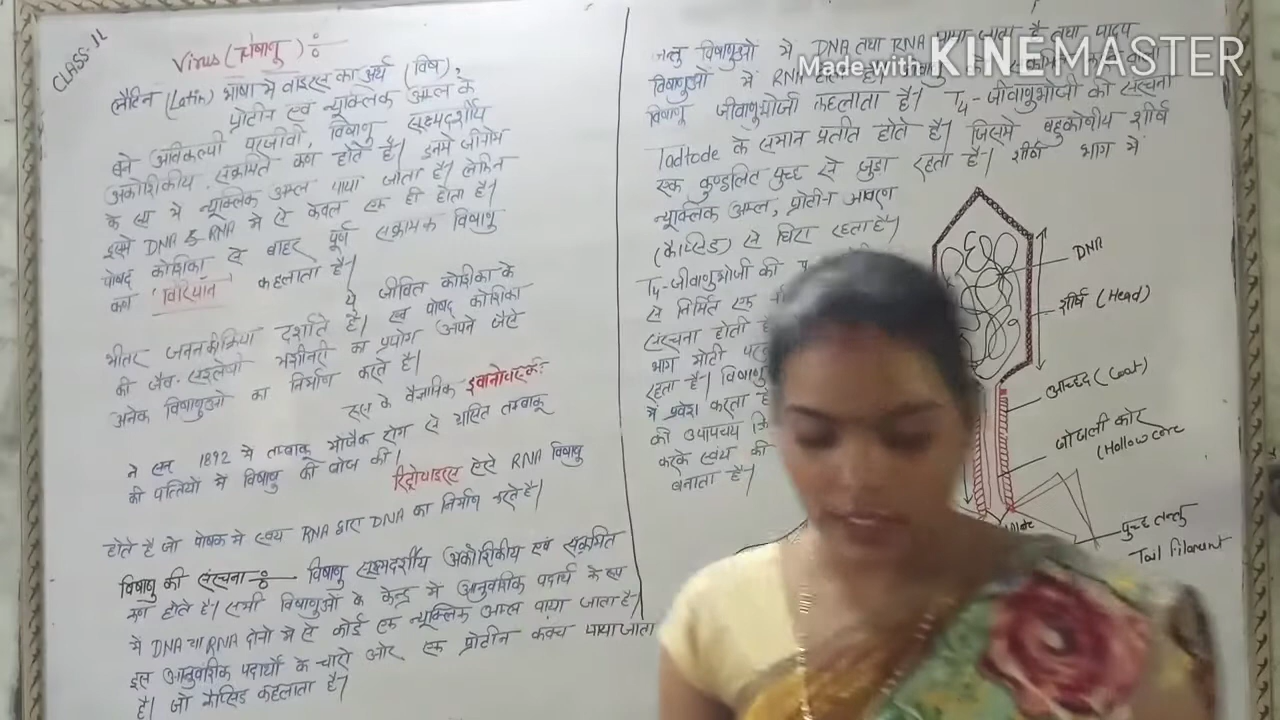 CLASS-11
Virus (विषाणु) :-
लैटिन (Latin) भाषा में वाइरस का अर्थ (विष),
प्रोटीन एवं न्यूक्लिक अम्ल के
बने अविकल्पी परजीवी, विषाणु सूक्ष्मदर्शीय
अकोशिकीय संक्रमित कण होते है। इनमे जीनोम
के रूप में न्यूक्लिक अम्ल पाया जाता है। लेकिन
इसमे DNA & RNA में से केवल एक ही होता है।
पोषद कोशिका से बाहर पूर्ण संक्रामक विषाणु
कण 'विरियॉन' कहलाता है।
ये जीवित कोशिका के
भीतर जनन की क्रिया दर्शाते है। एवं पोषद कोशिका
की जैव-संश्लेषी मशीनरी का प्रयोग अपने जैसे
अनेक विषाणुओं का निर्माण करते है।
रूस के वैज्ञानिक इवानोवस्की
ने सन् 1892 में तम्बाकू मौजेक रोग से ग्रसित तम्बाकू
की पत्तियों में विषाणु की खोज की।
रिट्रोवाइरस ऐसे RNA विषाणु
होते है जो पोषक में स्वयं RNA द्वारा DNA का निर्माण करते है।
विषाणु की संरचना :- विषाणु सूक्ष्मदर्शीय अकोशिकीय एवं संक्रमित
कण होते है। सभी विषाणुओं के केन्द्र में आनुवंशिक पदार्थ के रूप
में DNA या RNA दोनो में से कोई एक न्यूक्लिक अम्ल पाया जाता है।
इस आनुवंशिक पदार्थो के चारो ओर एक प्रोटीन कवच पाया जाता
है। जो कैप्सिड कहलाता है।
जन्तु विषाणुओं में DNA तथा RNA पाया जाता है तथा पादप
विषाणुओं में RNA
विषाणु जीवाणुभोजी कहलाता है। T4-जीवाणुभोजी की संरचना
Tadtode के समान प्रतीत होते है। जिसमे बहुकोणीय शीर्ष
एक कुण्डलित पुच्छ से जुडा रहता है। शीर्ष भाग में
न्यूक्लिक अम्ल, प्रोटीन आवरण
(कैप्सिड) से घिरा रहता है।
T4-जीवाणुभोजी की
से निर्मित एक
संरचना होती है
भाग मोटी
रहता है। विषाणु
में प्रवेश करता है
की उपापचय
करके स्वयं की
बनाता है।
DNA
शीर्ष (Head)
आच्छद (Coat)
खोखली कोर
(Hollow core
पुच्छ तन्तु
Tail filament
Made with KINEMASTER